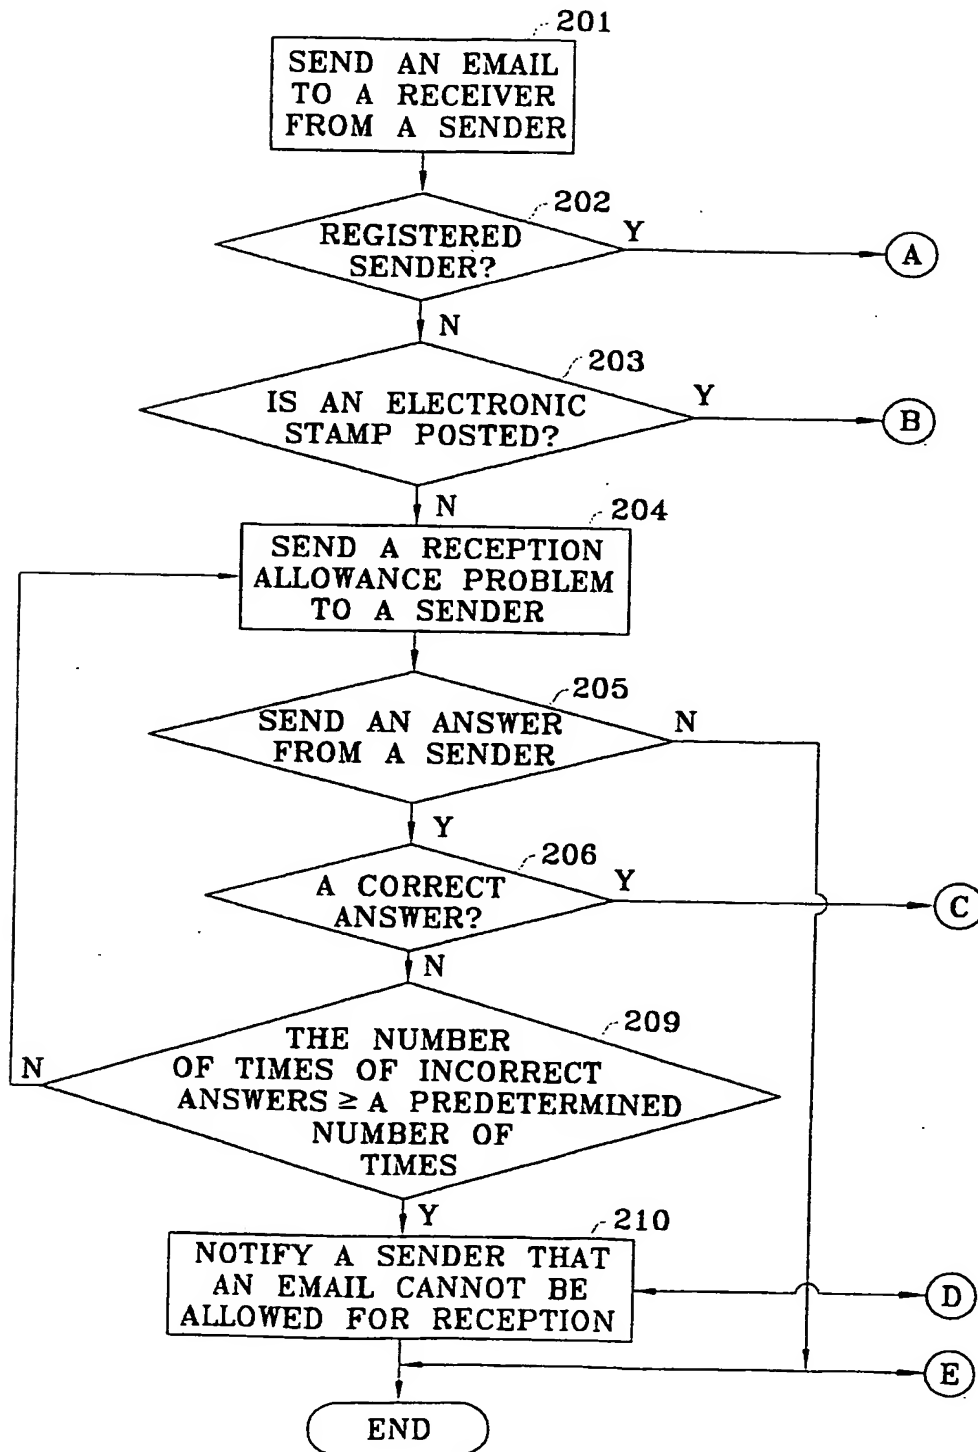 201
SEND AN EMAIL
TO A RECEIVER
FROM A SENDER
202
REGISTERED
SENDER?
Y
A
N
203
IS AN ELECTRONIC
STAMP POSTED?
Y
B
N
204
SEND A RECEPTION
ALLOWANCE PROBLEM
TO A SENDER
205
SEND AN ANSWER
FROM A SENDER
N
Y
206
A CORRECT
ANSWER?
Y
C
N
209
THE NUMBER
OF TIMES OF INCORRECT
ANSWERS ≥ A PREDETERMINED
NUMBER OF
TIMES
N
Y
210
NOTIFY A SENDER THAT
AN EMAIL CANNOT BE
ALLOWED FOR RECEPTION
D
E
END